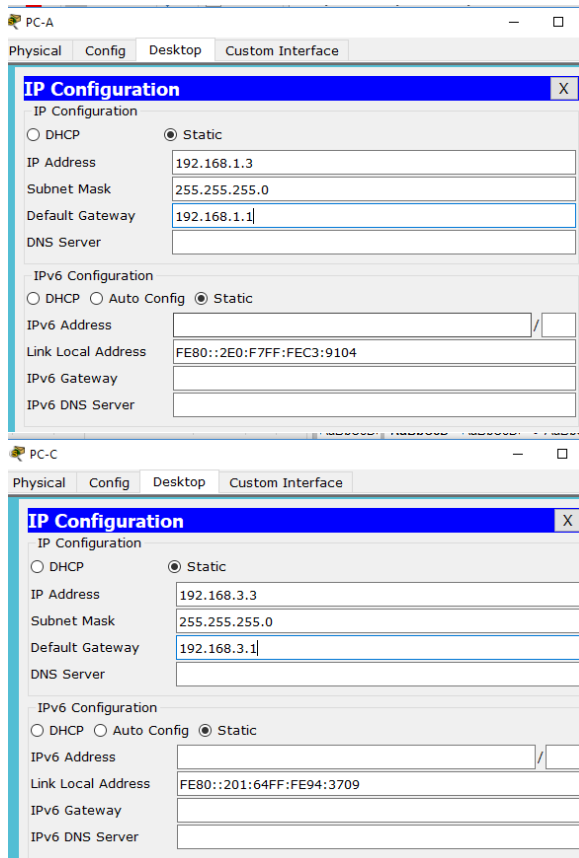 PC-A
Physical Config Desktop Custom Interface
IP Configuration X
IP Configuration
DHCP Static
IP Address 192.168.1.3
Subnet Mask 255.255.255.0
Default Gateway 192.168.1.1
DNS Server
IPv6 Configuration
DHCP Auto Config Static
IPv6 Address /
Link Local Address FE80::2E0:F7FF:FEC3:9104
IPv6 Gateway
IPv6 DNS Server
PC-C
Physical Config Desktop Custom Interface
IP Configuration X
IP Configuration
DHCP Static
IP Address 192.168.3.3
Subnet Mask 255.255.255.0
Default Gateway 192.168.3.1
DNS Server
IPv6 Configuration
DHCP Auto Config Static
IPv6 Address /
Link Local Address FE80::201:64FF:FE94:3709
IPv6 Gateway
IPv6 DNS Server